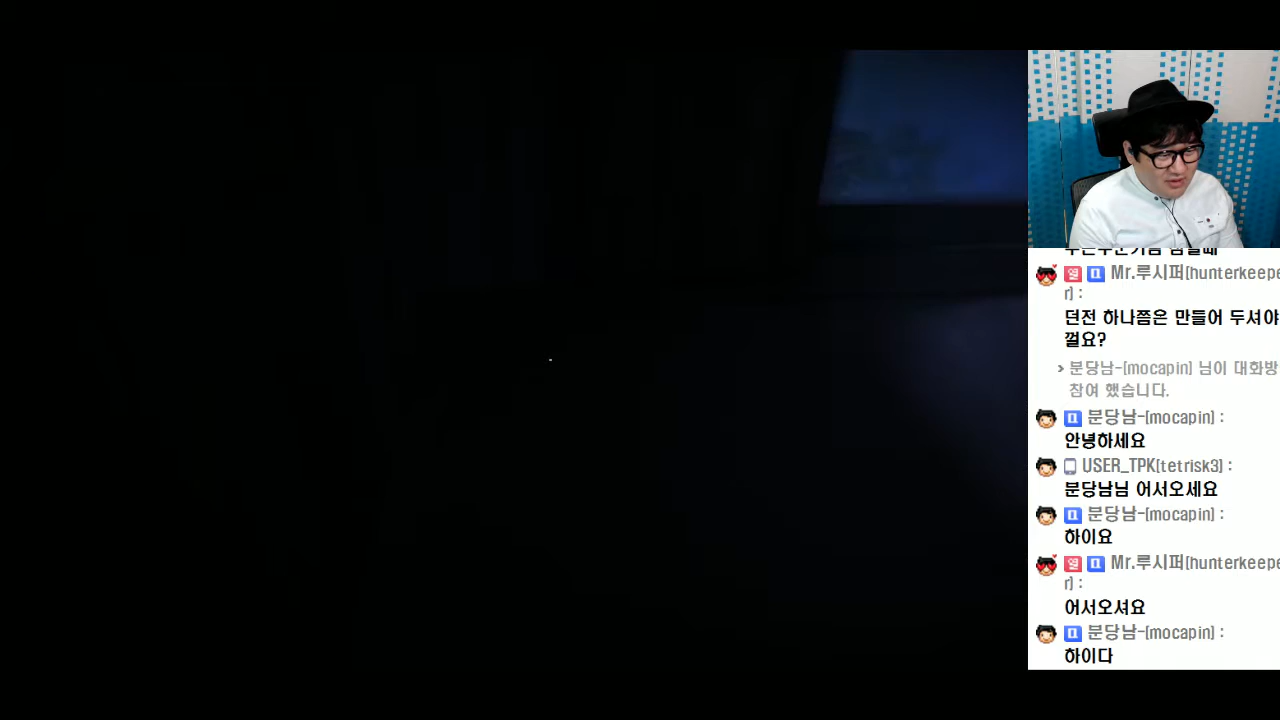 Mr.루시퍼[hunterkeepe
r] :
던전 하나쯤은 만들어 두셔야
껄요?
분당남-[mocapin] 님이 대화방
참여 했습니다.
분당남-[mocapin] :
안녕하세요
USER_TPK[tetrisk3] :
분당남님 어서오세요
분당남-[mocapin] :
하이요
열 Mr.루시퍼[hunterkeepe
r] :
어서오셔요
분당남-[mocapin] :
하이다